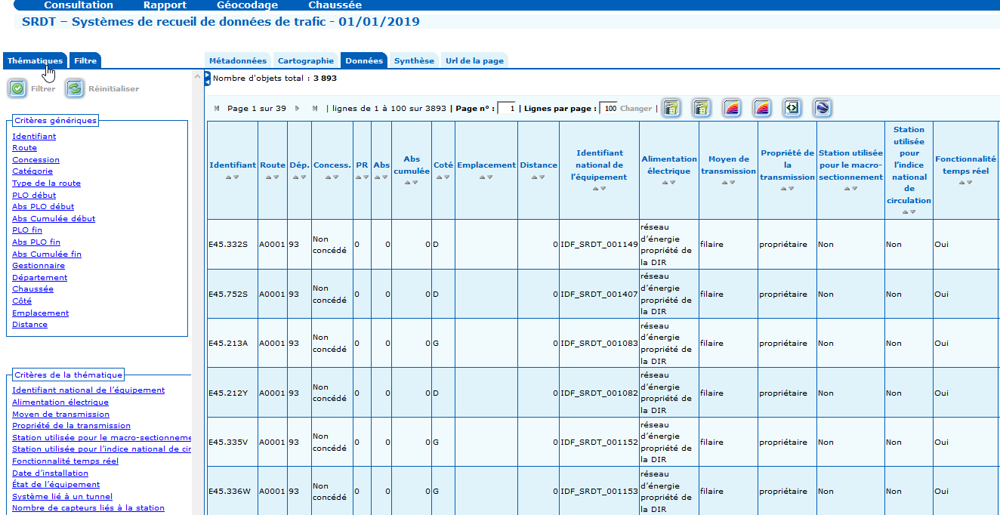 Consultation Rapport Géocodage Chaussée
SRDT – Systèmes de recueil de données de trafic - 01/01/2019
Thématiques Filtre
Métadonnées Cartographie Données Synthèse Url de la page
Filtrer Réinitialiser
Nombre d'objets total : 3 893
Page 1 sur 39 | lignes de 1 à 100 sur 3893 | Page n° : 1 | Lignes par page : 100 Changer |
Critères génériques
Identifiant
Route
Concession
Catégorie
Type de la route
PLO début
Abs PLO début
Abs Cumulée début
PLO fin
Abs PLO fin
Abs Cumulée fin
Gestionnaire
Département
Chaussée
Côté
Emplacement
Distance
Critères de la thématique
Identifiant national de l'équipement
Alimentation électrique
Moyen de transmission
Propriété de la transmission
Station utilisée pour le macro-sectionneme
Station utilisée pour l'indice national de cir
Fonctionnalité temps réel
Date d'installation
État de l'équipement
Système lié à un tunnel
Nombre de capteurs liés à la station
Identifiant
Route
Dép.
Concess.
PR
Abs
Abs
cumulée
Coté
Emplacement
Distance
Identifiant
national de
l'équipement
Alimentation
électrique
Moyen de
transmission
Propriété de
la
transmission
Station utilisée
pour le macro-
sectionnement
Station
utilisée
pour
l'indice
national
de
circulation
Fonctionnalité
temps réel
E45.332S
A0001
93
Non
concédé
0
0
0
D
0
IDF_SRDT_001149
réseau
d'énergie
propriété de
la DIR
filaire
propriétaire
Non
Non
Oui
E45.752S
A0001
93
Non
concédé
0
0
0
D
0
IDF_SRDT_001407
réseau
d'énergie
propriété de
la DIR
filaire
propriétaire
Non
Non
Oui
E45.213A
A0001
93
Non
concédé
0
0
0
G
0
IDF_SRDT_001083
réseau
d'énergie
propriété de
la DIR
filaire
propriétaire
Non
Non
Oui
E45.212Y
A0001
93
Non
concédé
0
0
0
D
0
IDF_SRDT_001082
réseau
d'énergie
propriété de
la DIR
filaire
propriétaire
Non
Non
Oui
E45.335V
A0001
93
Non
concédé
0
0
0
G
0
IDF_SRDT_001152
réseau
d'énergie
propriété de
la DIR
filaire
propriétaire
Non
Non
Oui
E45.336W
A0001
93
Non
concédé
0
0
0
G
0
IDF_SRDT_001153
réseau
d'énergie
propriété de
la DIR
filaire
propriétaire
Non
Non
Oui